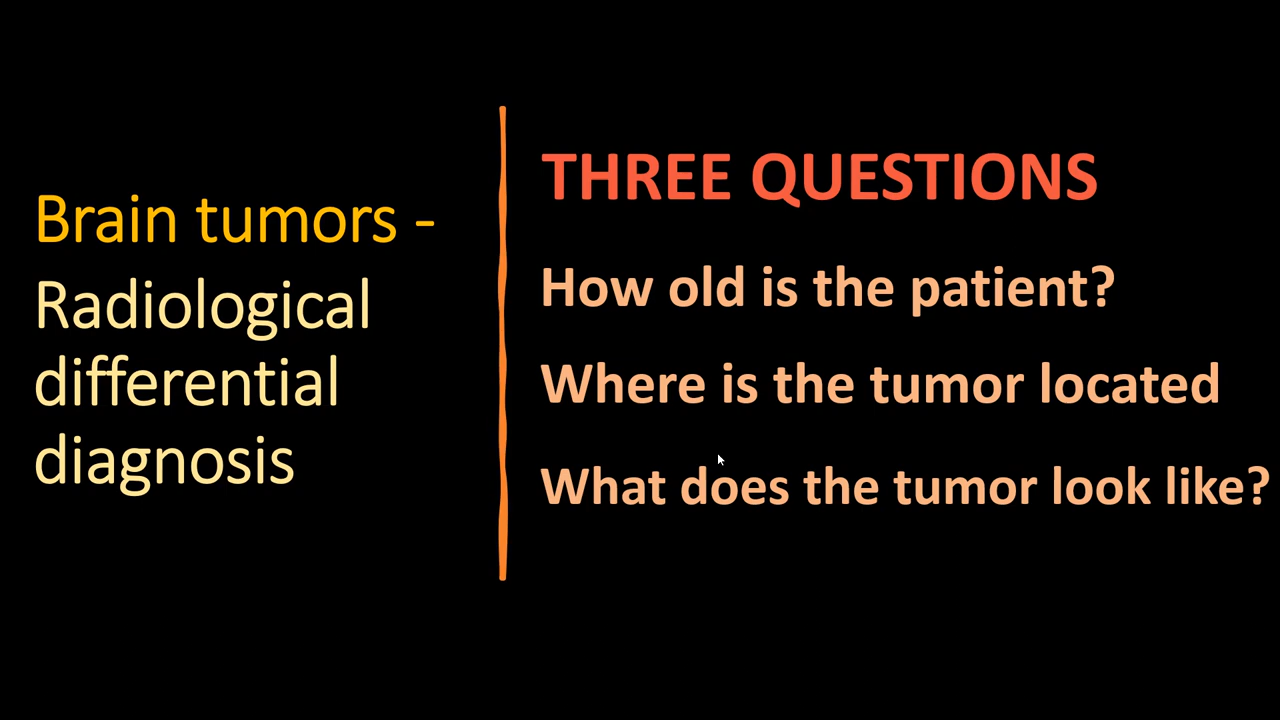 Brain tumors -
Radiological
differential
diagnosis
THREE QUESTIONS
How old is the patient?
Where is the tumor located
What does the tumor look like?